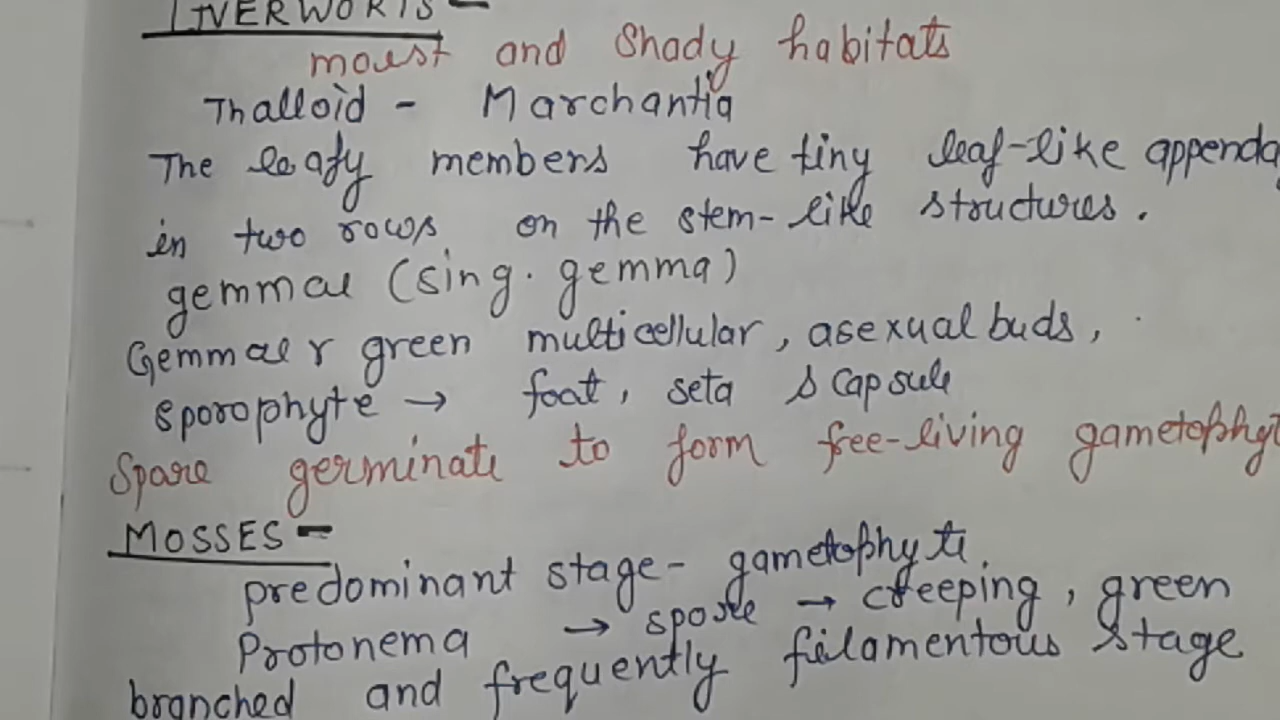 LIVERWORTS -
moist and Shady habitats
Thalloid - Marchantia
The leafy members have tiny leaf-like appenda
in two rows on the stem-like structures.
gemmae (sing. gemma)
Gemmae r green multicellular, asexual buds,
sporophyte → foot, seta & capsule
Spore germinate to form free-living gametophyt
MOSSES -
predominant stage - gametophyte
Protonema → spore → creeping, green
branched and frequently filamentous stage